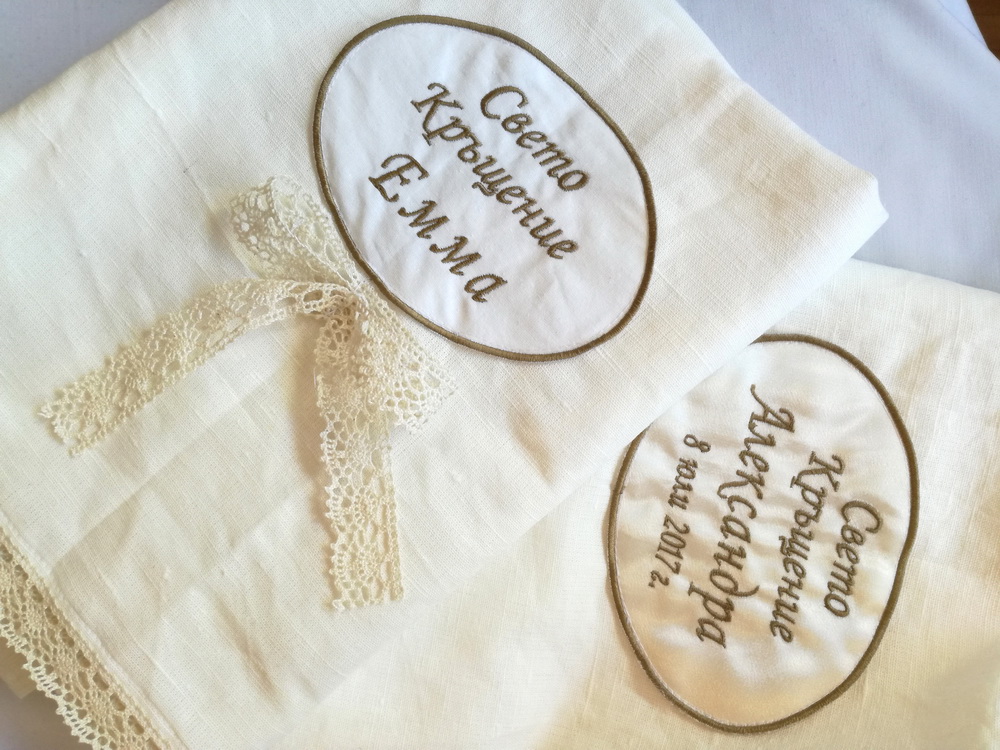 Свето
Кръщение
Емма
Свето
Кръщение
Александра
8 юли 2017 г.